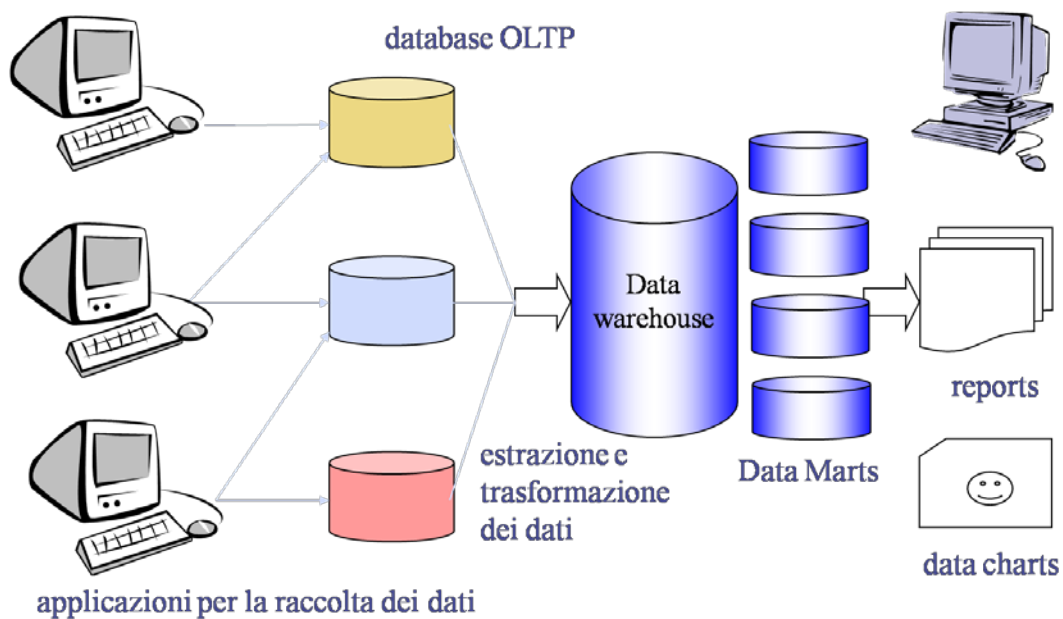 database OLTP
Data
warehouse
reports
estrazione e
trasformazione
dei dati
Data Marts
data charts
applicazioni per la raccolta dei dati